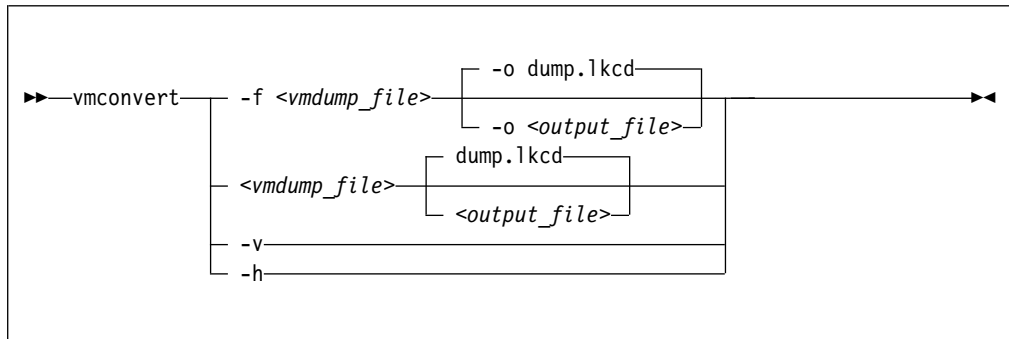 -o dump.lkcd
vmconvert -f <vmdump_file>
-o <output_file>
dump.lkcd
<vmdump_file>
<output_file>
-v
-h